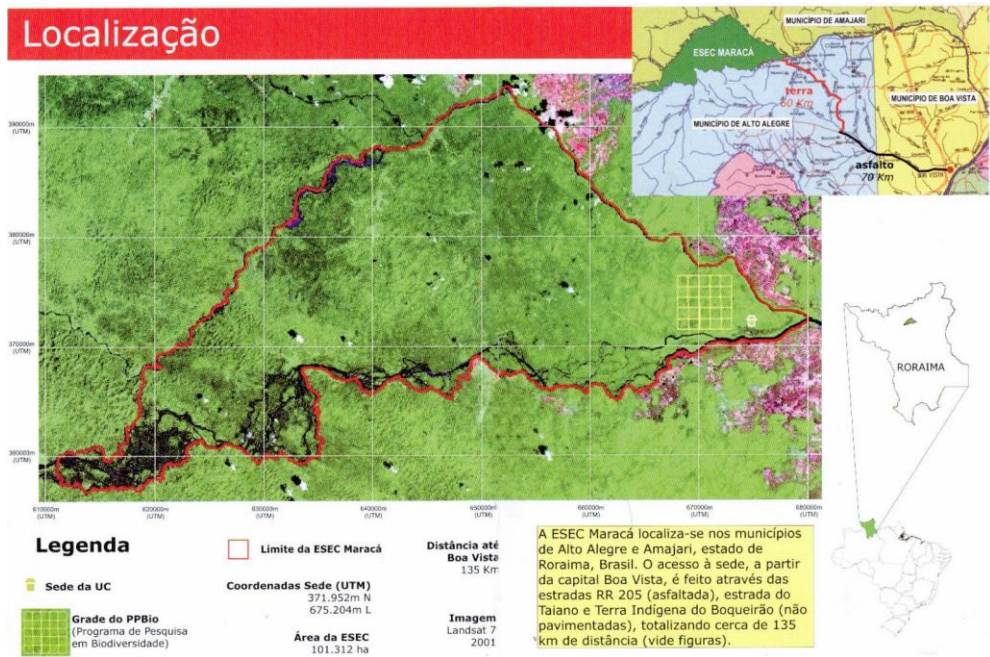 Localização
MUNICÍPIO DE AMAJARI
ESEC MARACÁ
terra
60 Km
MUNICÍPIO DE BOA VISTA
MUNICÍPIO DE ALTO ALEGRE
asfalto
70 Km
BOA VISTA
390000m
(UTM)
380000m
(UTM)
370000m
(UTM)
360000m
(UTM)
610000m
(UTM)
620000m
(UTM)
630000m
(UTM)
640000m
(UTM)
650000m
(UTM)
660000m
(UTM)
670000m
(UTM)
680000m
(UTM)
RORAIMA
Legenda
Sede da UC
Grade do PPBio
(Programa de Pesquisa
em Biodiversidade)
Limite da ESEC Maracá
Coordenadas Sede (UTM)
371.952m N
675.204m L
Área da ESEC
101.312 ha
Distância até
Boa Vista
135 Km
Imagem
Landsat 7
2001
A ESEC Maracá localiza-se nos municípios
de Alto Alegre e Amajari, estado de
Roraima, Brasil. O acesso à sede, a partir
da capital Boa Vista, é feito através das
estradas RR 205 (asfaltada), estrada do
Taiano e Terra Indígena do Boqueirão (não
pavimentadas), totalizando cerca de 135
km de distância (vide figuras).